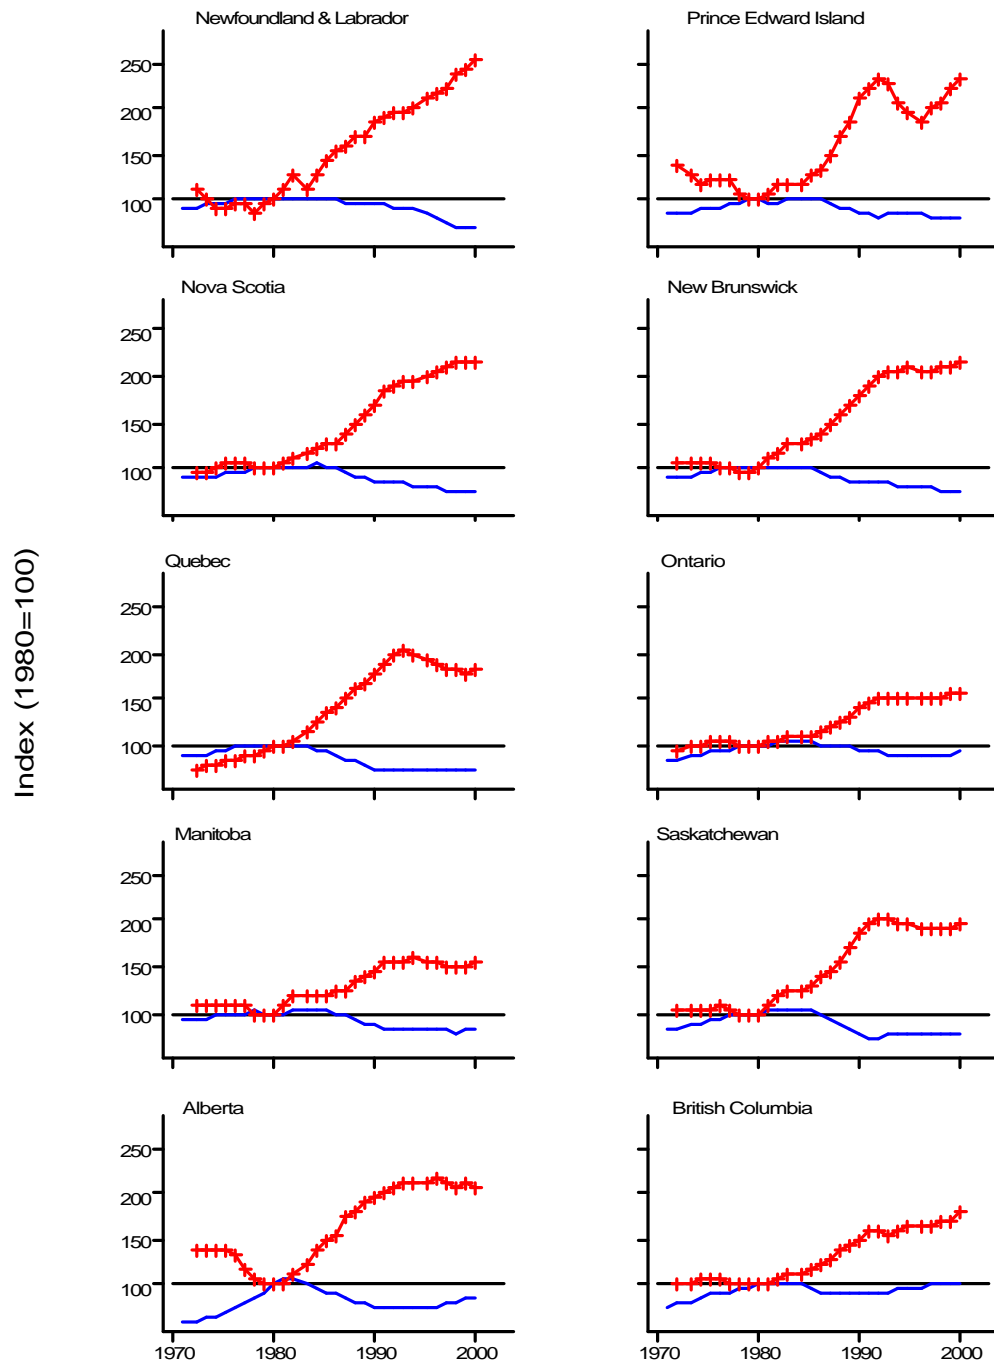 Newfoundland & Labrador
Prince Edward Island
250
200
150
100
Nova Scotia
New Brunswick
250
200
150
100
Index (1980=100)
Quebec
Ontario
250
200
150
100
Manitoba
Saskatchewan
250
200
150
100
Alberta
British Columbia
250
200
150
100
1970 1980 1990 2000 1970 1980 1990 2000